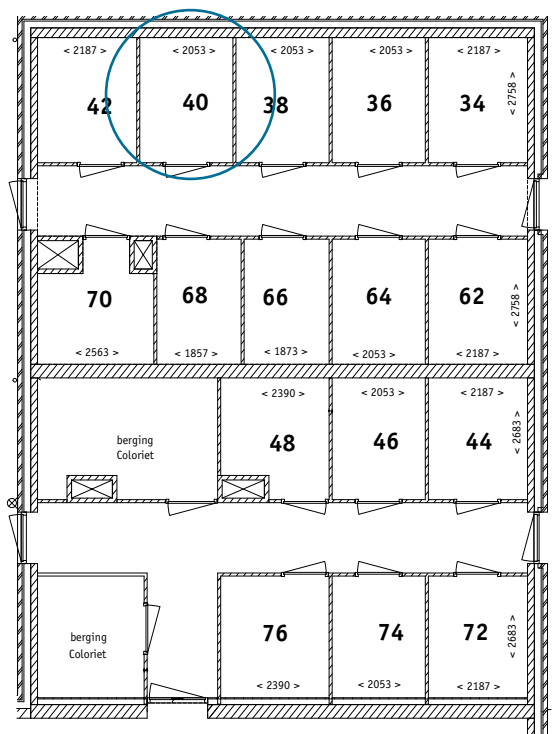 < 2187 > < 2053 > < 2053 > < 2053 > < 2187 >
42 40 38 36 34
< 2758 >
70 68 66 64 62
< 2758 >
< 2563 > < 1857 > < 1873 > < 2053 > < 2187 >
< 2390 > < 2053 > < 2187 >
berging
Coloriet
48 46 44
< 2683 >
berging
Coloriet
76 74 72
< 2683 >
< 2390 > < 2053 > < 2187 >